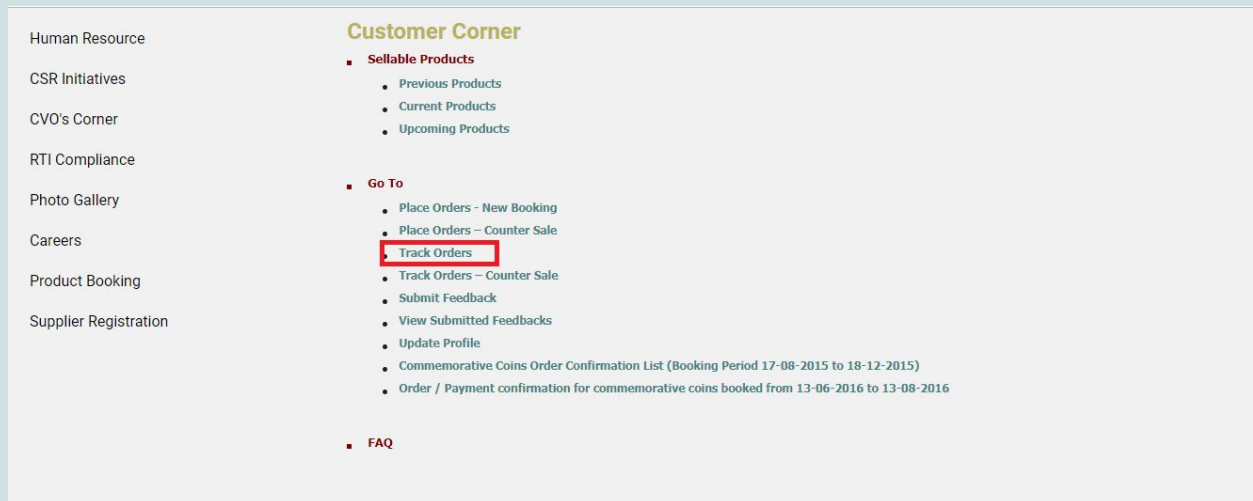 Human Resource
CSR Initiatives
CVO's Corner
RTI Compliance
Photo Gallery
Careers
Product Booking
Supplier Registration
Customer Corner
Sellable Products
Previous Products
Current Products
Upcoming Products
Go To
Place Orders - New Booking
Place Orders – Counter Sale
Track Orders
Track Orders – Counter Sale
Submit Feedback
View Submitted Feedbacks
Update Profile
Commemorative Coins Order Confirmation List (Booking Period 17-08-2015 to 18-12-2015)
Order / Payment confirmation for commemorative coins booked from 13-06-2016 to 13-08-2016
FAQ